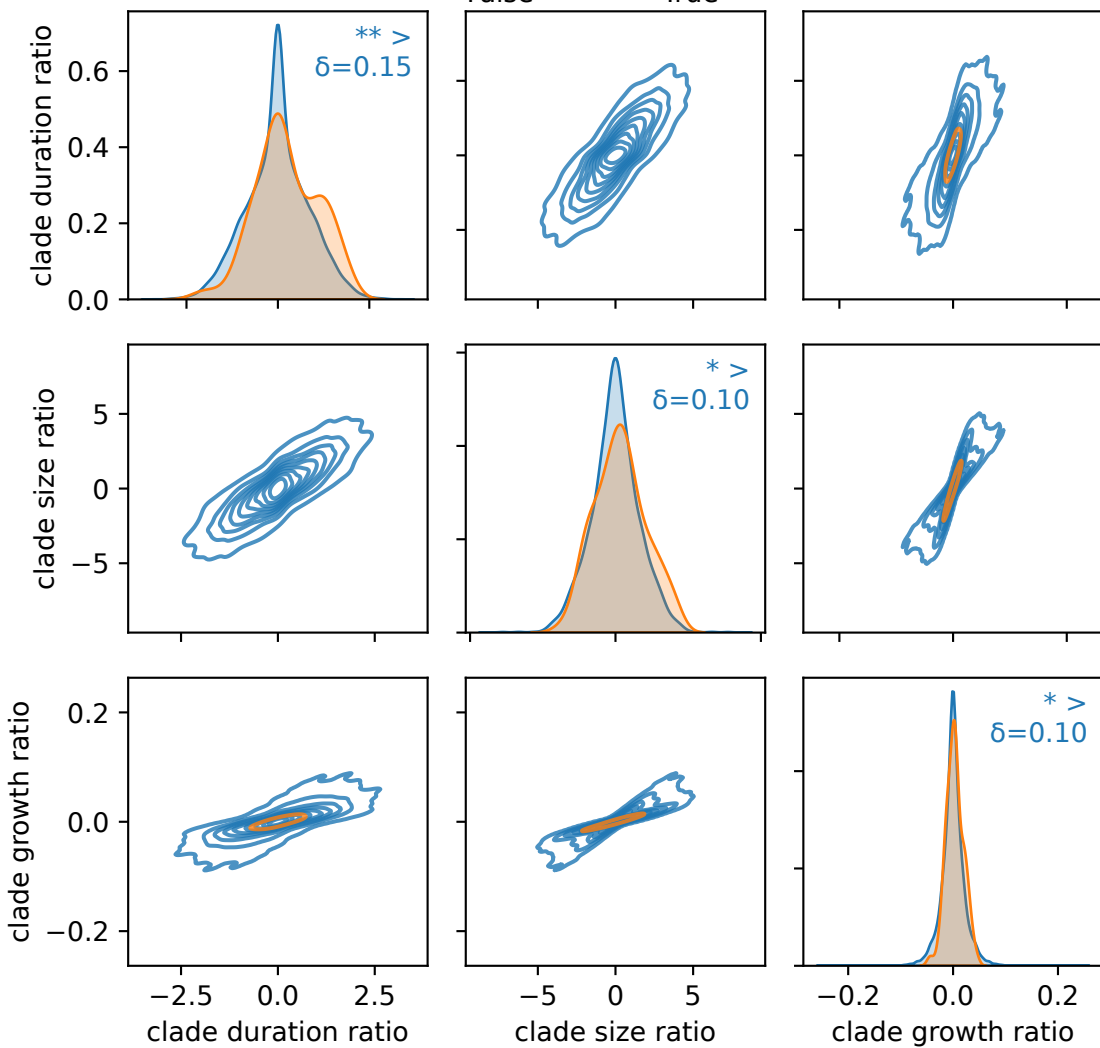 clade duration ratio
0.6
0.4
0.2
0.0
** >
δ=0.15
clade size ratio
5
0
−5
* >
δ=0.10
clade growth ratio
0.2
0.0
−0.2
* >
δ=0.10
−2.5 0.0 2.5
−5 0 5
−0.2 0.0 0.2
clade duration ratio
clade size ratio
clade growth ratio